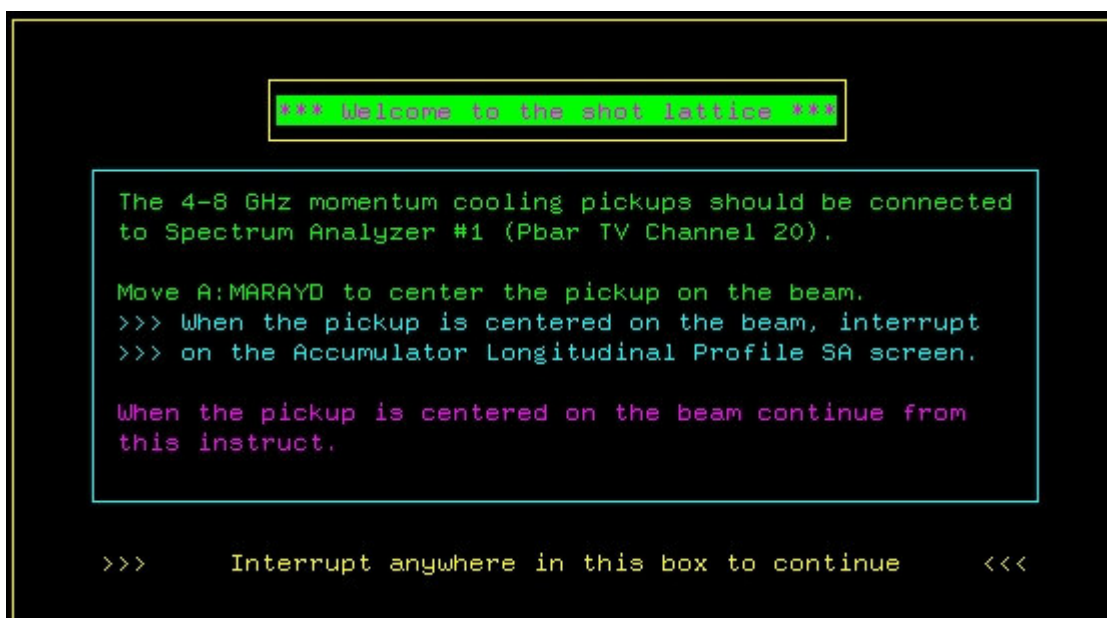 *** Welcome to the shot lattice ***
The 4-8 GHz momentum cooling pickups should be connected
to Spectrum Analyzer #1 (Pbar TV Channel 20).
Move A:MARAYD to center the pickup on the beam.
>>> When the pickup is centered on the beam, interrupt
>>> on the Accumulator Longitudinal Profile SA screen.
When the pickup is centered on the beam continue from
this instruct.
>>> Interrupt anywhere in this box to continue <<<